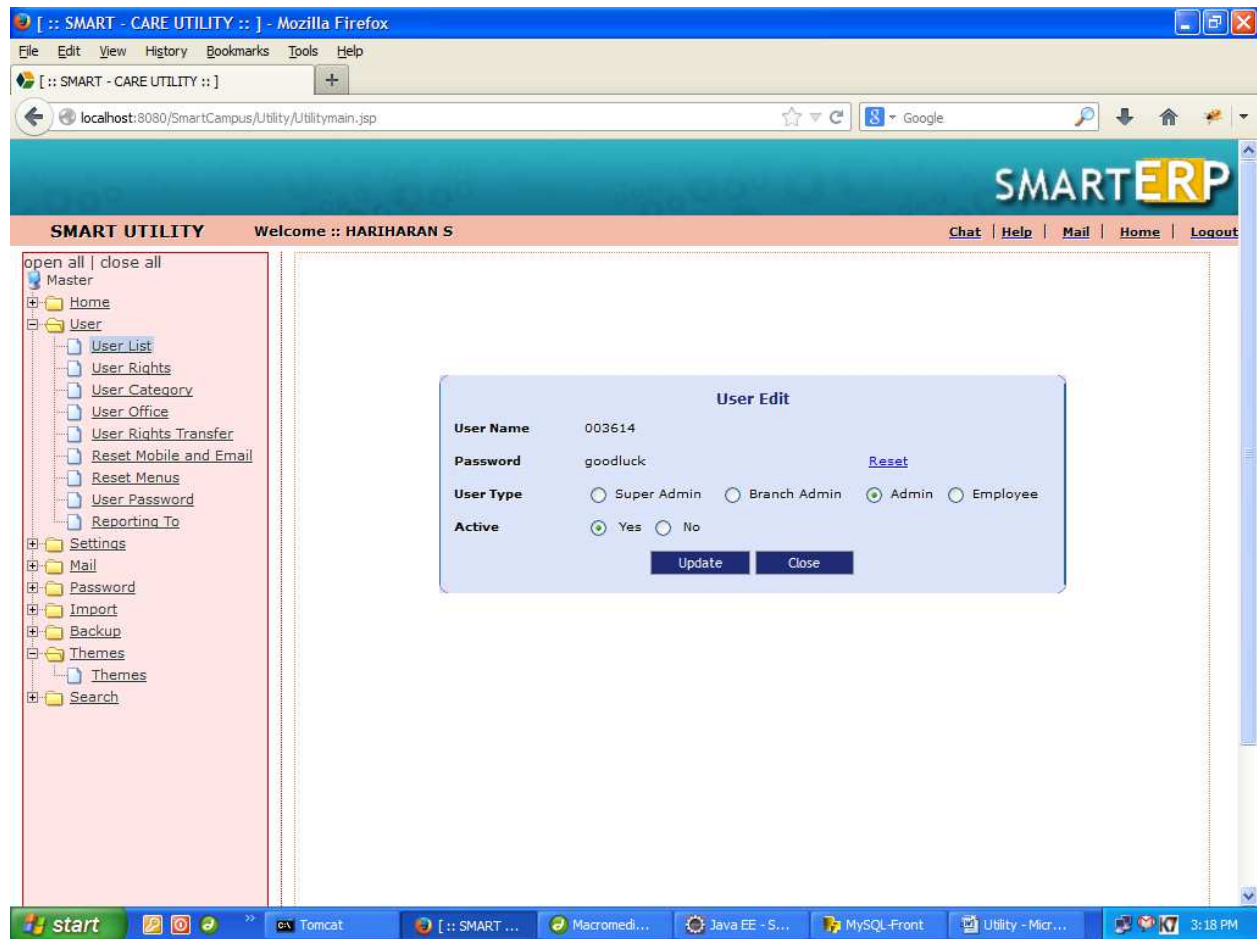 [ :: SMART - CARE UTILITY :: ] - Mozilla Firefox
File Edit View History Bookmarks Tools Help
[ :: SMART - CARE UTILITY :: ]
localhost:8080/SmartCampus/Utility/Utilitymain.jsp
Google
SMARTERP
SMART UTILITY Welcome :: HARIHARAN S Chat | Help | Mail | Home | Logout
open all | close all
Master
Home
User
User List
User Rights
User Category
User Office
User Rights Transfer
Reset Mobile and Email
Reset Menus
User Password
Reporting To
Settings
Mail
Password
Import
Backup
Themes
Themes
Search
User Edit
User Name 003614
Password goodluck Reset
User Type Super Admin Branch Admin Admin Employee
Active Yes No
Update Close
start Tomcat [ :: SMART ... Macromedi... Java EE - S... MySQL-Front Utility - Micr... 3:18 PM